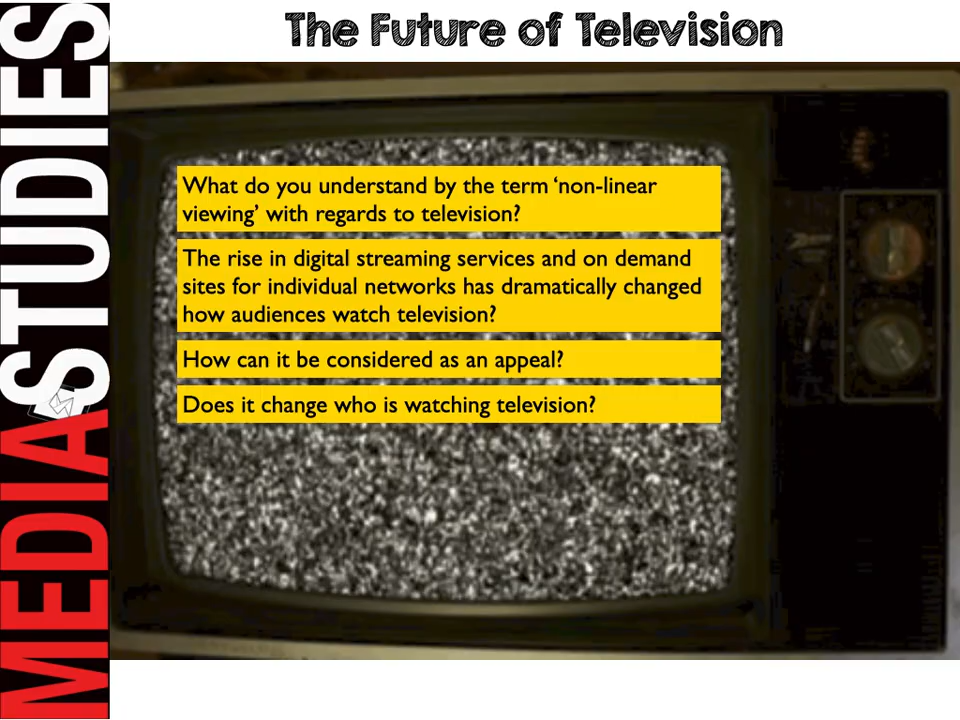 The Future of Television
MEDIASTUDIES
What do you understand by the term ‘non-linear
viewing’ with regards to television?
The rise in digital streaming services and on demand
sites for individual networks has dramatically changed
how audiences watch television?
How can it be considered as an appeal?
Does it change who is watching television?